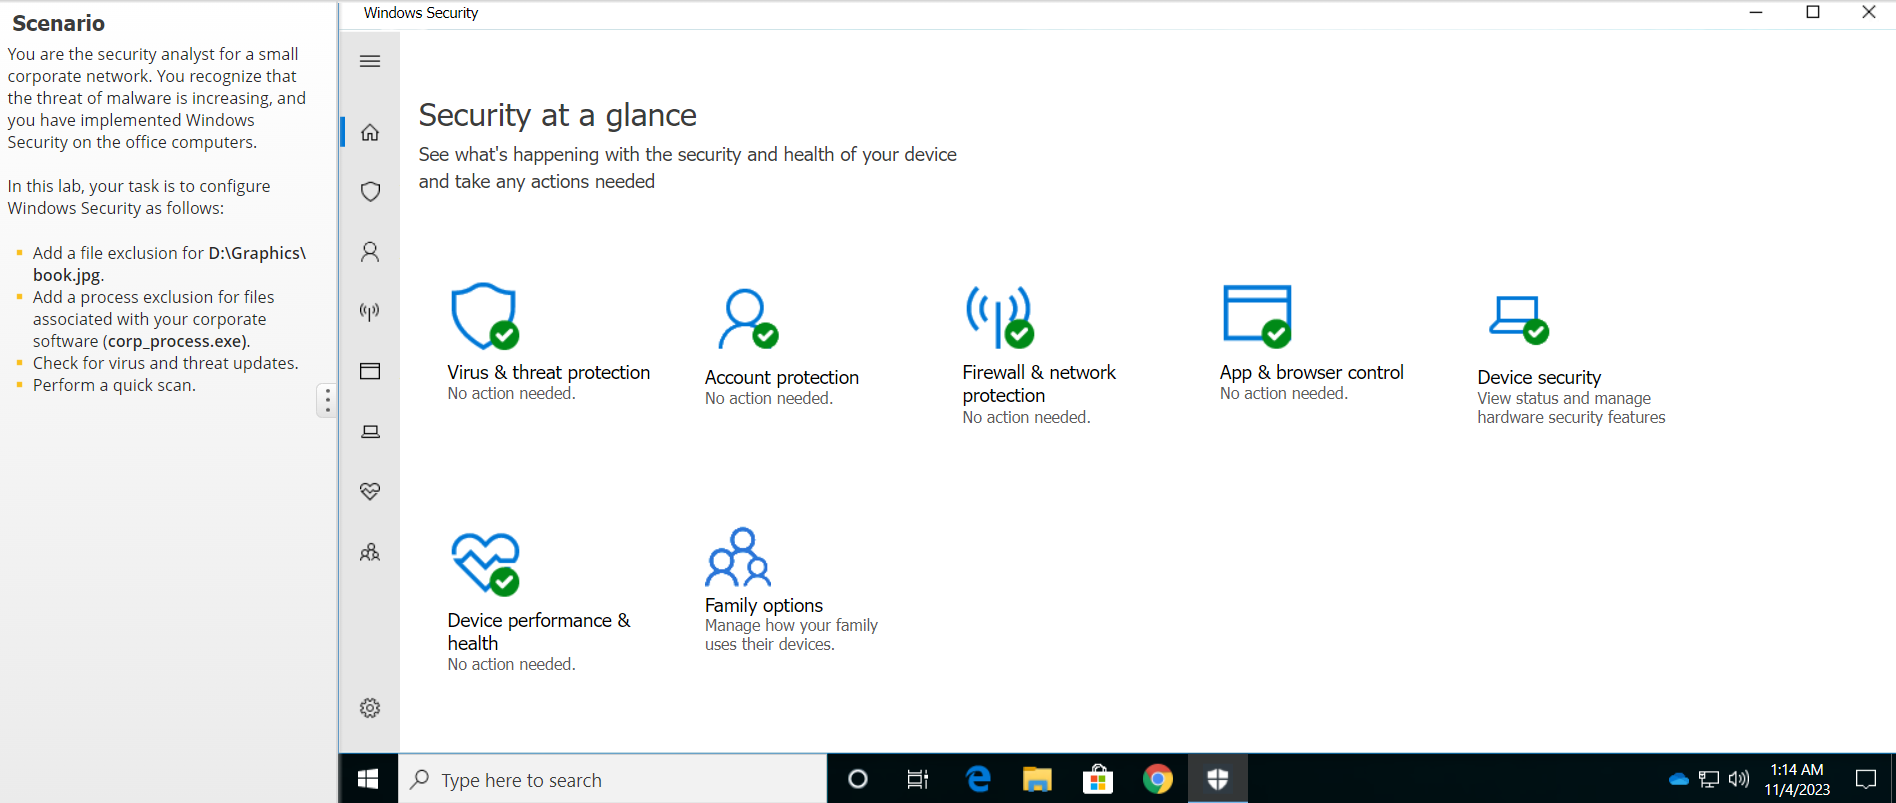 Scenario
You are the security analyst for a small
corporate network. You recognize that
the threat of malware is increasing, and
you have implemented Windows
Security on the office computers.
In this lab, your task is to configure
Windows Security as follows:
Add a file exclusion for D:\Graphics\
book.jpg.
Add a process exclusion for files
associated with your corporate
software (corp_process.exe).
Check for virus and threat updates.
Perform a quick scan.
Windows Security
Security at a glance
See what's happening with the security and health of your device
and take any actions needed
Virus & threat protection
No action needed.
Account protection
No action needed.
Firewall & network
protection
No action needed.
App & browser control
No action needed.
Device security
View status and manage
hardware security features
Device performance &
health
No action needed.
Family options
Manage how your family
uses their devices.
Type here to search
1:14 AM
11/4/2023